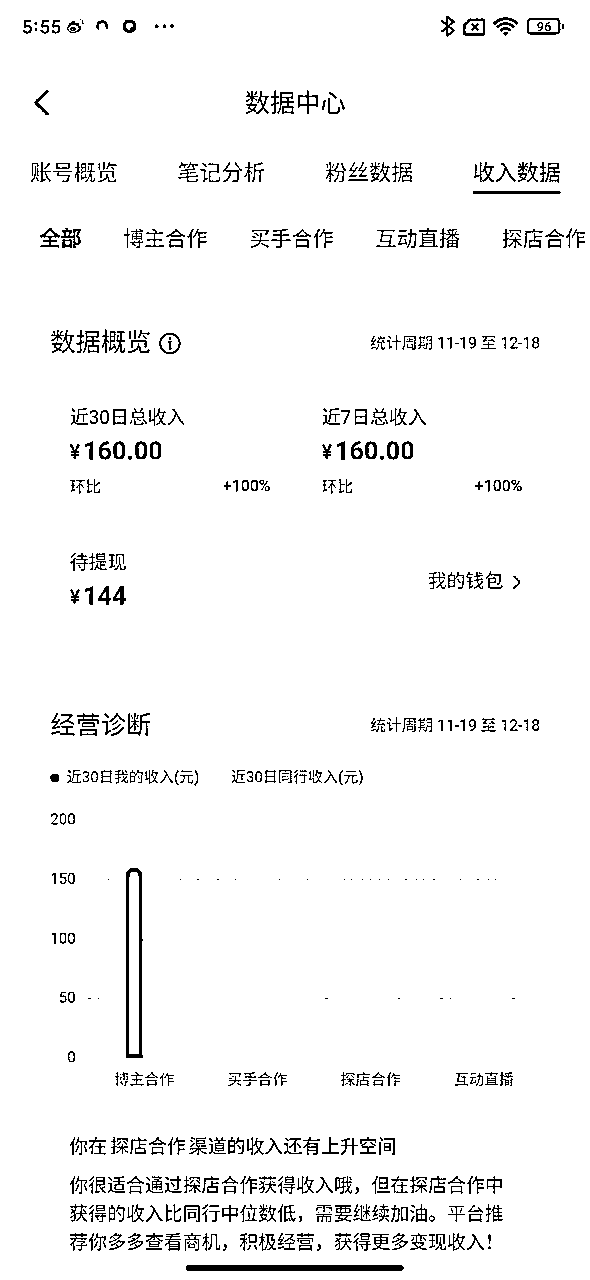 5:55 96
数据中心
账号概览 笔记分析 粉丝数据 收入数据
全部 博主合作 买手合作 互动直播 探店合作
数据概览 统计周期 11-19 至 12-18
近30日总收入 近7日总收入
¥160.00 ¥160.00
环比 +100% 环比 +100%
待提现
¥144 我的钱包
经营诊断 统计周期 11-19 至 12-18
近30日我的收入(元) 近30日同行收入(元)
200
150
100
50
0
博主合作 买手合作 探店合作 互动直播
你在 探店合作 渠道的收入还有上升空间
你很适合通过探店合作获得收入哦，但在探店合作中
获得的收入比同行中位数低，需要继续加油。平台推
荐你多多查看商机，积极经营，获得更多变现收入！